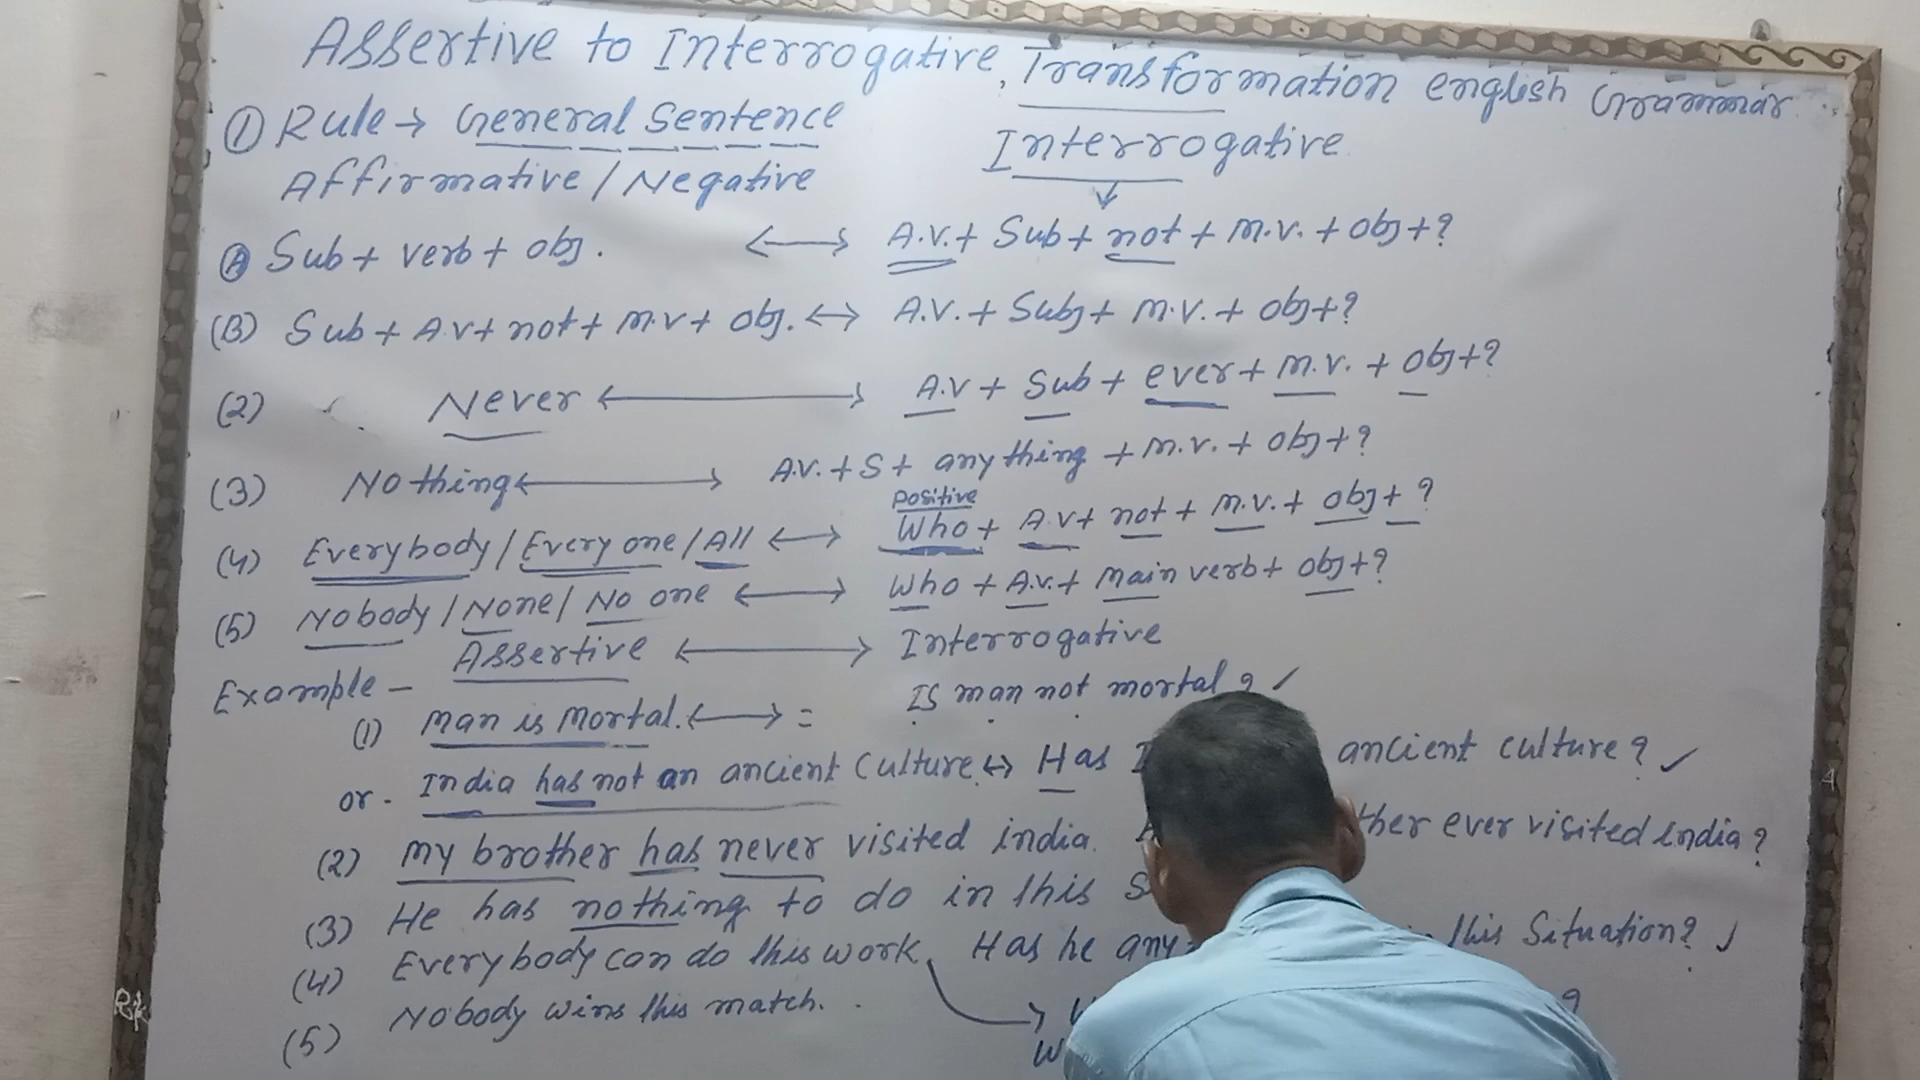 Assertive to Interrogative, Transformation english Grammar
① Rule → General Sentence
Interrogative
Affirmative / Negative
Ⓐ Sub + verb + obj. ↔ A.V. + Sub + not + m.v. + obj + ?
(B) Sub + A.v + not + m.v + obj. ↔ A.V. + Subj + m.v. + obj + ?
(2) Never ↔ A.v + Sub + ever + m.v. + obj + ?
(3) Nothing ↔ A.v. + S + anything + m.v. + obj + ?
positive
(4) Everybody / Every one / All ↔ Who + A.v + not + m.v. + obj + ?
(5) Nobody / None / No one ↔ Who + A.v. + main verb + obj + ?
Assertive ↔ Interrogative
Example –
(1) man is mortal. ↔ = Is man not mortal ? ✓
or - India has not an ancient culture. ↔ Has ancient culture ? ✓
(2) my brother has never visited india. ther ever visited india ?
(3) He has nothing to do in this
Has he any this Situation? ✓
(4) Everybody can do this work. → ?
(5) Nobody wins this match.
A
Rk